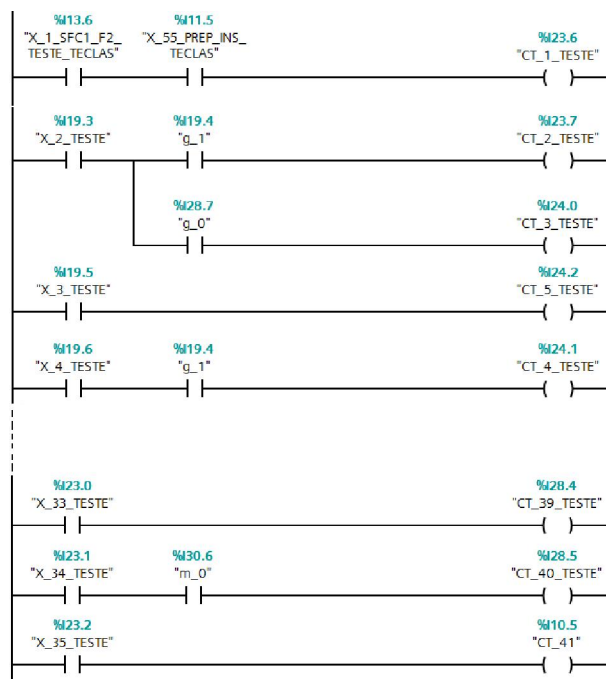 %I13.6 %I11.5 %I23.6
"X_1_SFC1_F2_ "X_55_PREP_INS_ "CT_1_TESTE"
TESTE_TECLAS" TECLAS"
%I19.3 %I19.4 %I23.7
"X_2_TESTE" "g_1" "CT_2_TESTE"
%I28.7 %I24.0
"g_0" "CT_3_TESTE"
%I19.5 %I24.2
"X_3_TESTE" "CT_5_TESTE"
%I19.6 %I19.4 %I24.1
"X_4_TESTE" "g_1" "CT_4_TESTE"
%I23.0 %I28.4
"X_33_TESTE" "CT_39_TESTE"
%I23.1 %I30.6 %I28.5
"X_34_TESTE" "m_0" "CT_40_TESTE"
%I23.2 %I10.5
"X_35_TESTE" "CT_41"